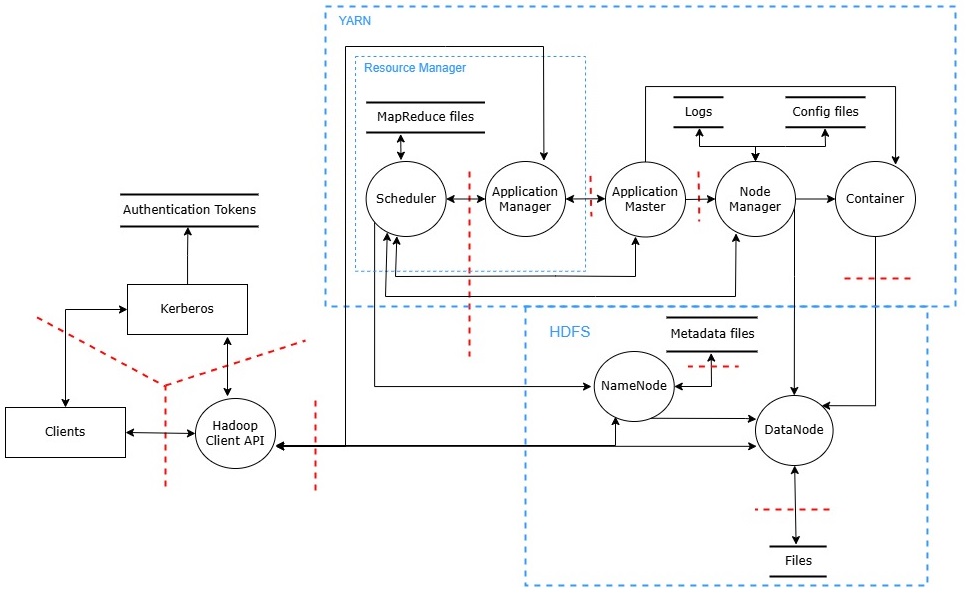 YARN
Resource Manager
MapReduce files
Logs
Config files
Scheduler
Application
Manager
Application
Master
Node
Manager
Container
Authentication Tokens
Kerberos
HDFS
Metadata files
NameNode
Clients
Hadoop
Client API
DataNode
Files